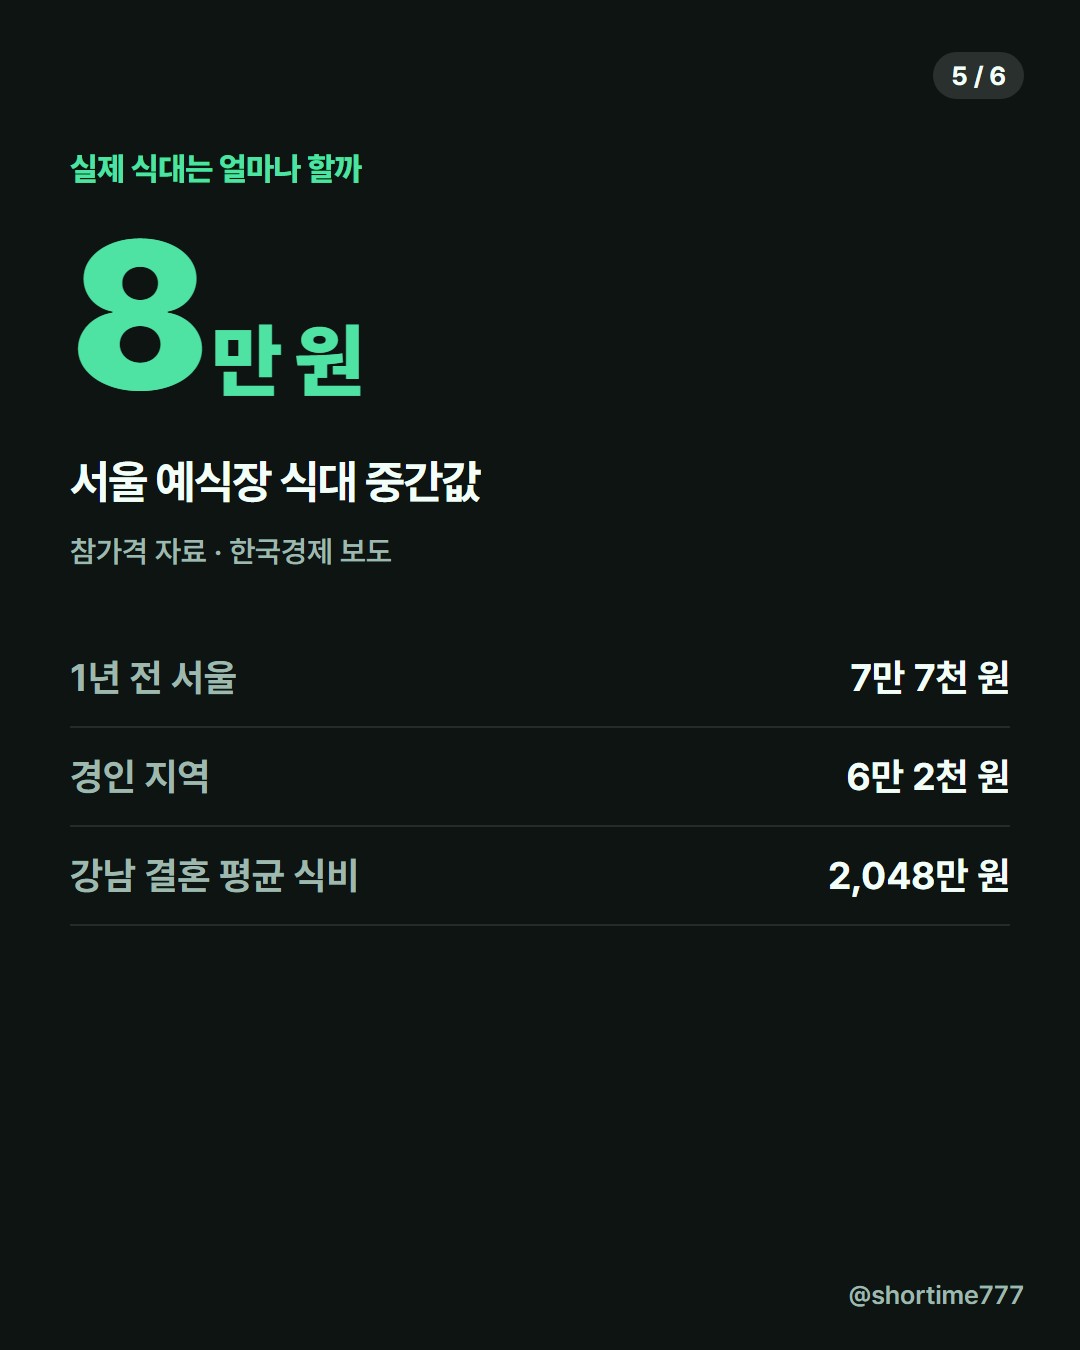 5 / 6
실제 식대는 얼마나 할까
8만 원
서울 예식장 식대 중간값
참가격 자료 · 한국경제 보도
1년 전 서울 7만 7천 원
경인 지역 6만 2천 원
강남 결혼 평균 식비 2,048만 원
@shortime777